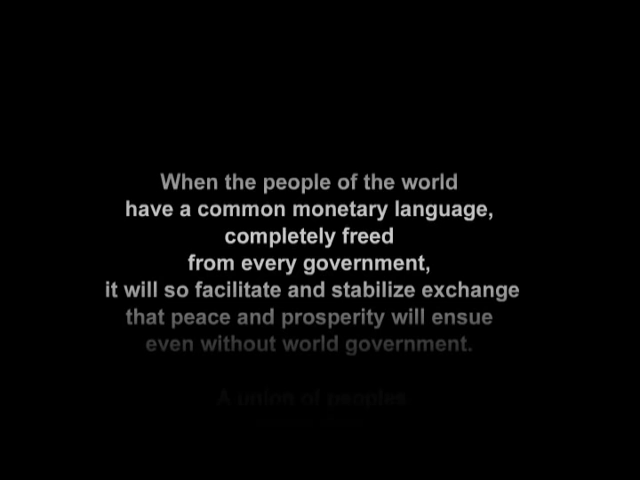 When the people of the world
have a common monetary language,
completely freed
from every government,
it will so facilitate and stabilize exchange
that peace and prosperity will ensue
even without world government.
A union of peoples